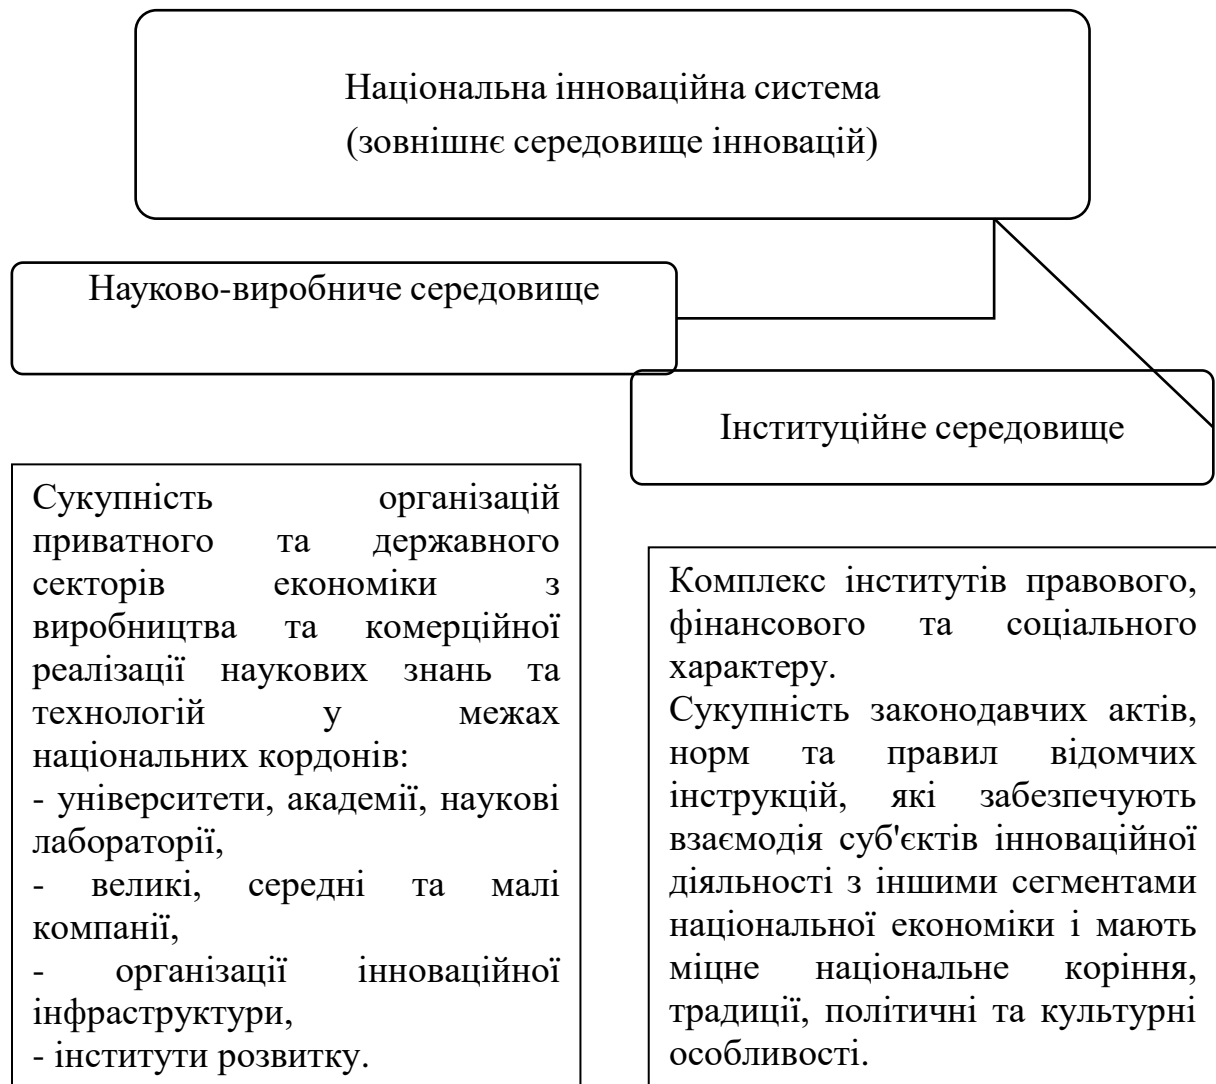 Національна інноваційна система
(зовнішнє середовище інновацій)
Науково-виробниче середовище
Інституційне середовище
Сукупність організацій
приватного та державного
секторів економіки з
виробництва та комерційної
реалізації наукових знань та
технологій у межах
національних кордонів:
- університети, академії, наукові
лабораторії,
- великі, середні та малі
компанії,
- організації інноваційної
інфраструктури,
- інститути розвитку.
Комплекс інститутів правового,
фінансового та соціального
характеру.
Сукупність законодавчих актів,
норм та правил відомчих
інструкцій, які забезпечують
взаємодія суб'єктів інноваційної
діяльності з іншими сегментами
національної економіки і мають
міцне національне коріння,
традиції, політичні та культурні
особливості.